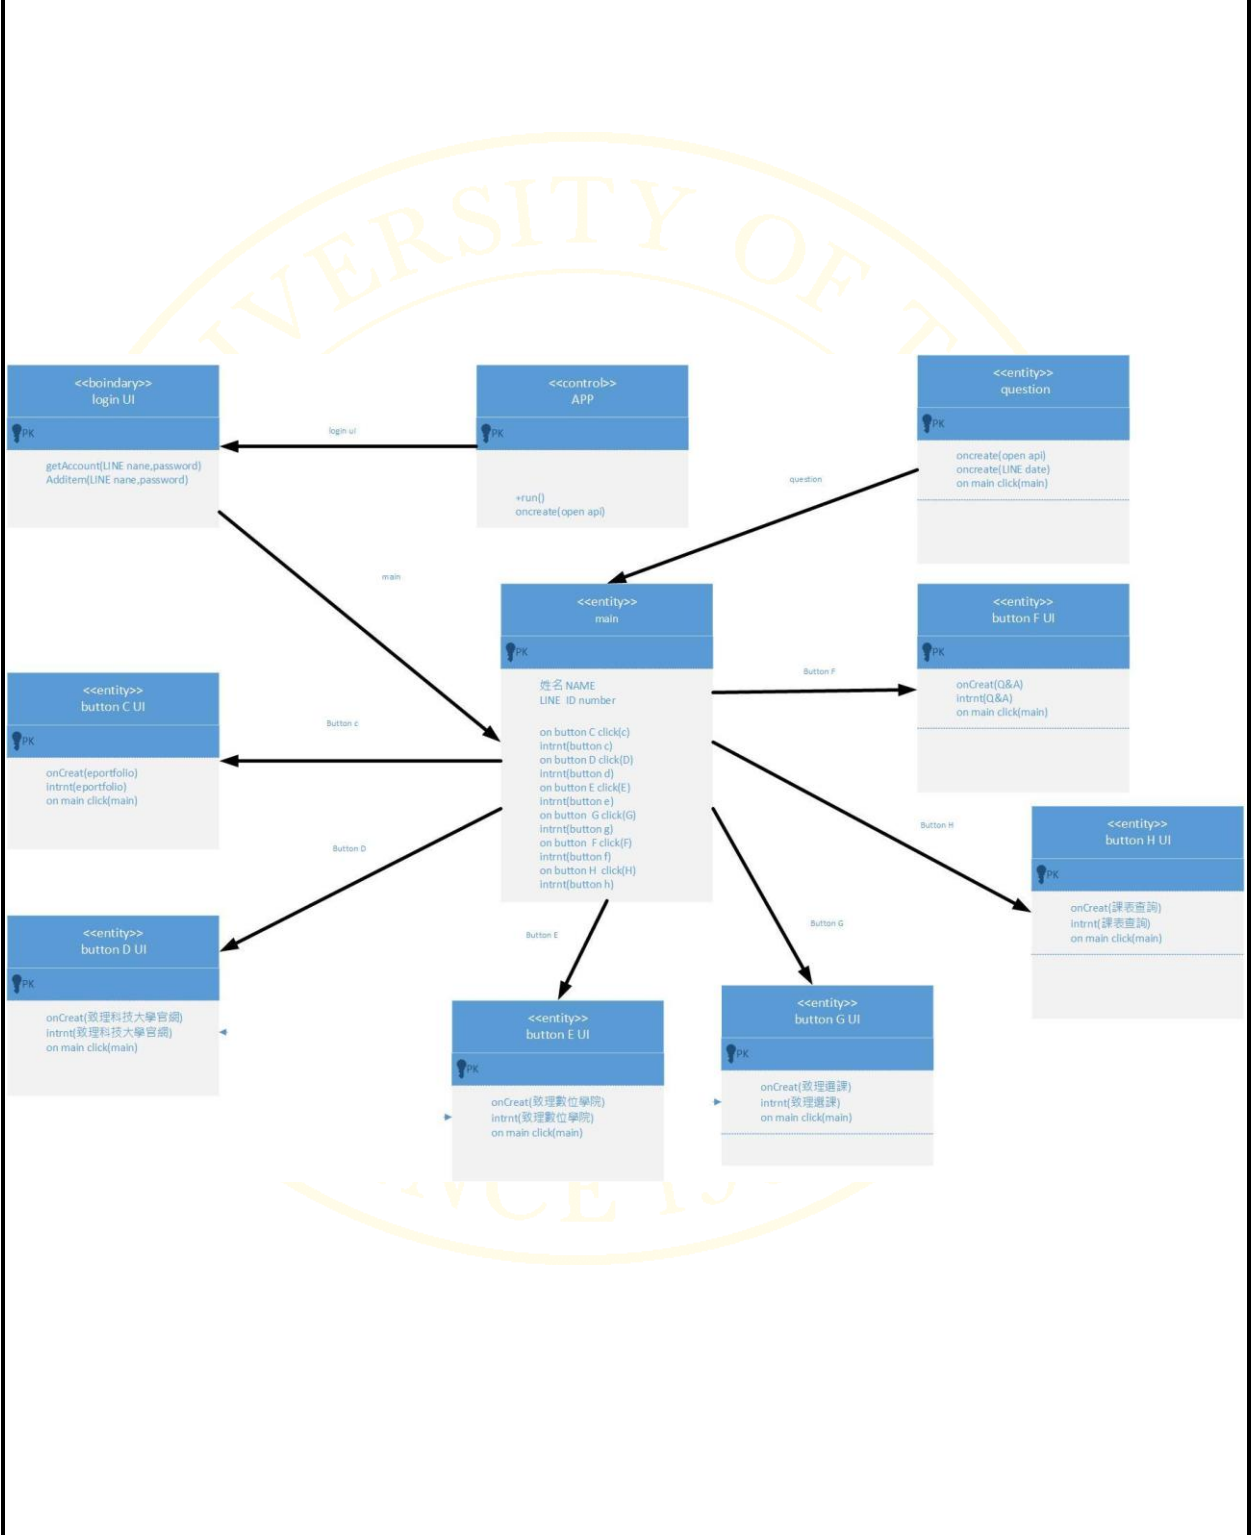 UNIVERSITY OF T
<<boindary>>
login UI
PK
getAccount(LINE nane,password)
Additem(LINE nane,password)
login ui
<<control>>
APP
PK
+run()
oncreate(open api)
<<entity>>
question
PK
oncreate(open api)
oncreate(LINE date)
on main click(main)
question
main
<<entity>>
main
PK
姓名 NAME
LINE ID number
on button C click(c)
intrnt(button c)
on button D click(D)
intrnt(button d)
on button E click(E)
intrnt(button e)
on button G click(G)
intrnt(button g)
on button F click(F)
intrnt(button f)
on button H click(H)
intrnt(button h)
Button F
<<entity>>
button F UI
PK
onCreat(Q&A)
intrnt(Q&A)
on main click(main)
<<entity>>
button C UI
PK
onCreat(eportfolio)
intrnt(eportfolio)
on main click(main)
Button c
Button D
Button H
<<entity>>
button H UI
PK
onCreat(課表查詢)
intrnt(課表查詢)
on main click(main)
<<entity>>
button D UI
PK
onCreat(致理科技大學官網)
intrnt(致理科技大學官網)
on main click(main)
Button E
<<entity>>
button E UI
PK
onCreat(致理數位學院)
intrnt(致理數位學院)
on main click(main)
Button G
<<entity>>
button G UI
PK
onCreat(致理選課)
intrnt(致理選課)
on main click(main)